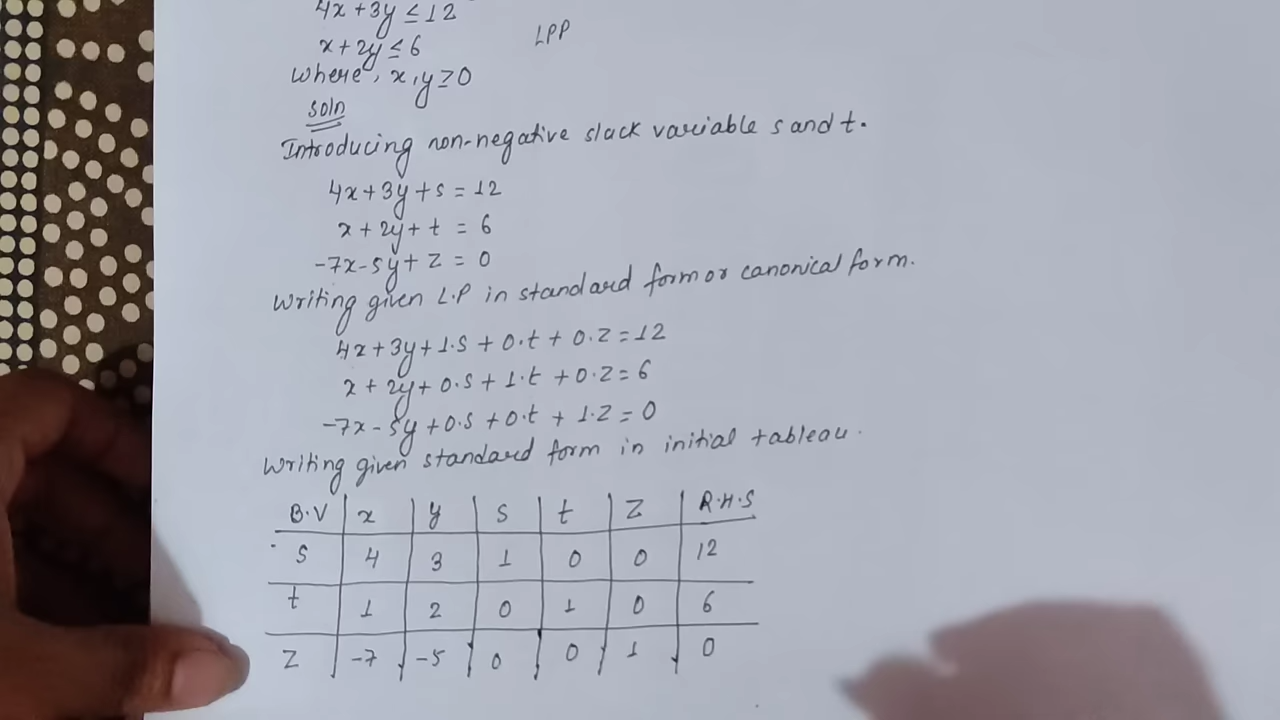 4x+3y≤12
x+2y≤6 LPP
where, x,y≥0
soln
Introducing non-negative slack variable s and t.
4x+3y+s=12
x+2y+t=6
-7x-5y+z=0
Writing given L.P in standard form or canonical form.
4x+3y+1.s+0.t+0.z=12
x+2y+0.s+1.t+0.z=6
-7x-5y+0.s+0.t+1.z=0
Writing given standard form in initial tableau.
B.V x y s t z R.H.S
s 4 3 1 0 0 12
t 1 2 0 1 0 6
z -7 -5 0 0 1 0